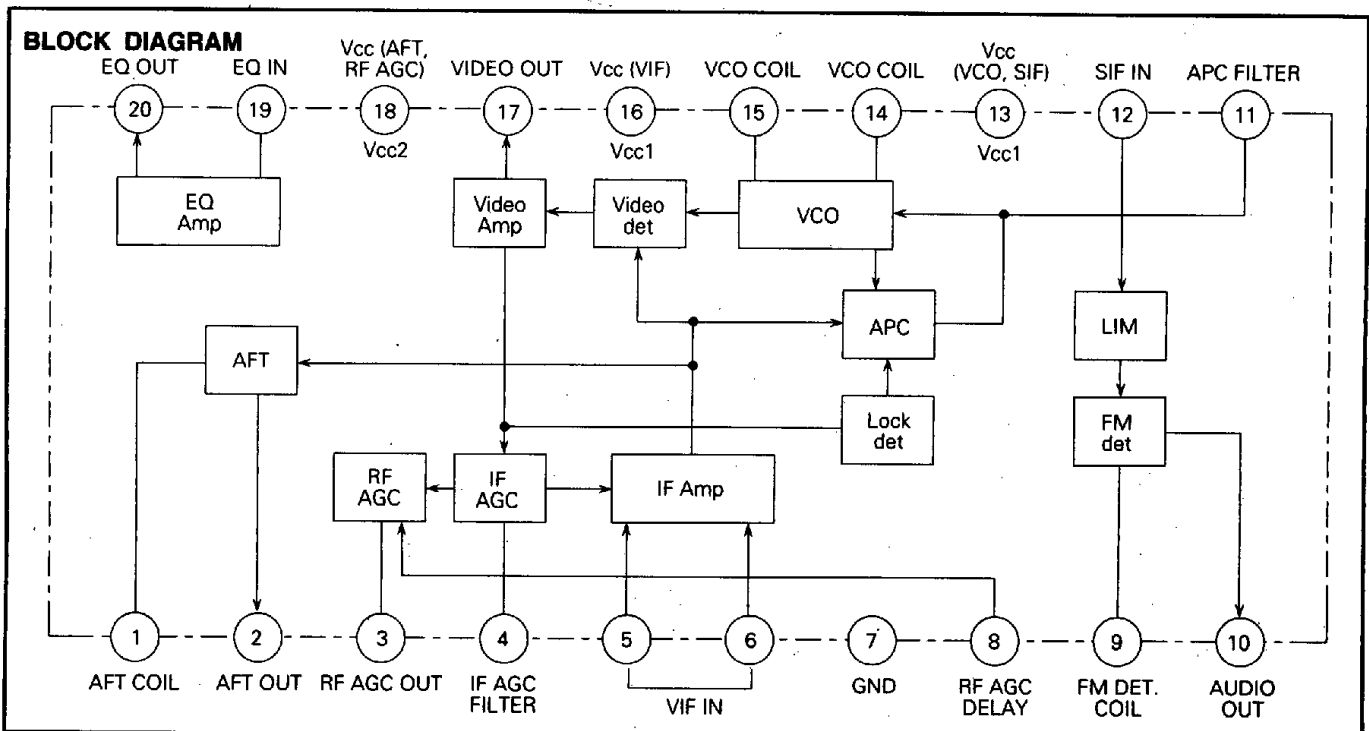 BLOCK DIAGRAM
EQ OUT
EQ IN
Vcc (AFT,
RF AGC)
VIDEO OUT
Vcc (VIF)
VCO COIL
VCO COIL
Vcc
(VCO, SIF)
SIF IN
APC FILTER
20
19
18
17
16
15
14
13
12
11
Vcc2
Vcc1
Vcc1
EQ
Amp
Video
Amp
Video
det
VCO
APC
LIM
AFT
Lock
det
FM
det
RF
AGC
IF
AGC
IF Amp
1
2
3
4
5
6
7
8
9
10
AFT COIL
AFT OUT
RF AGC OUT
IF AGC
FILTER
VIF IN
GND
RF AGC
DELAY
FM DET.
COIL
AUDIO
OUT